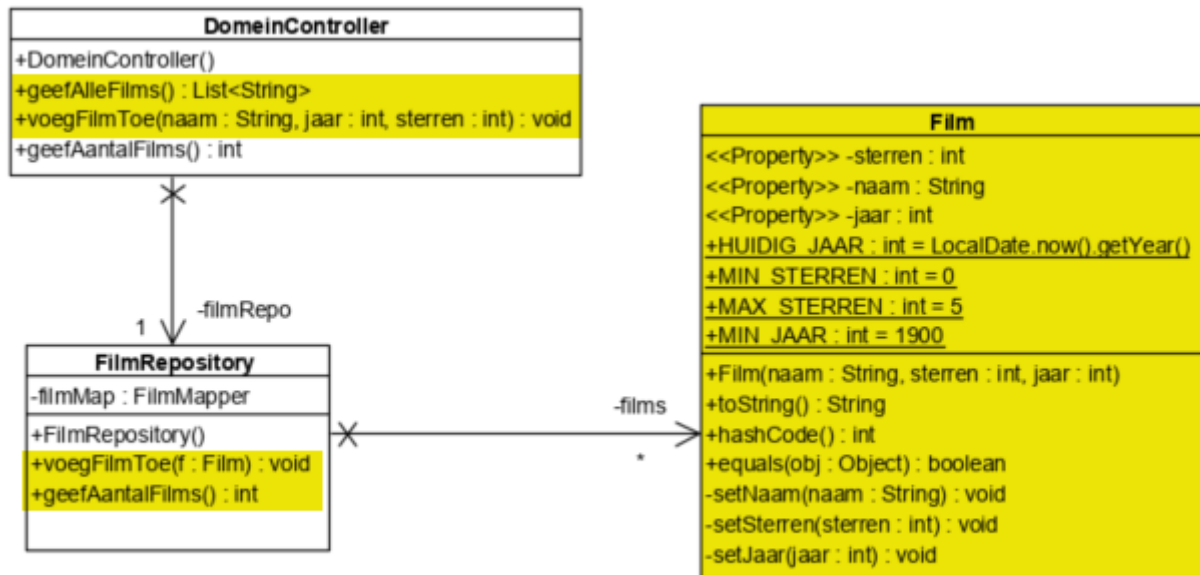 DomeinController
+DomeinController()
+geefAlleFilms() : List<String>
+voegFilmToe(naam : String, jaar : int, sterren : int) : void
+geefAantalFilms() : int
-filmRepo
1
FilmRepository
-filmMap : FilmMapper
+FilmRepository()
+voegFilmToe(f : Film) : void
+geefAantalFilms() : int
-films
*
Film
<<Property>> -sterren : int
<<Property>> -naam : String
<<Property>> -jaar : int
+HUIDIG_JAAR : int = LocalDate.now().getYear()
+MIN_STERREN : int = 0
+MAX_STERREN : int = 5
+MIN_JAAR : int = 1900
+Film(naam : String, sterren : int, jaar : int)
+toString() : String
+hashCode() : int
+equals(obj : Object) : boolean
-setNaam(naam : String) : void
-setSterren(sterren : int) : void
-setJaar(jaar : int) : void